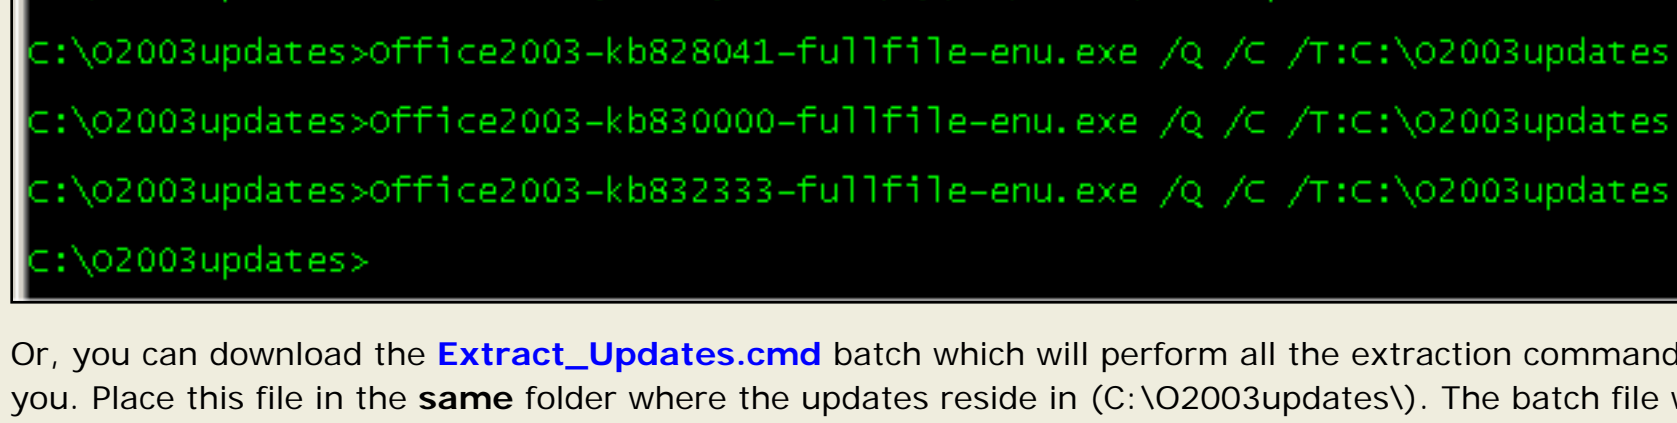 C:\O2003updates>Office2003-kb828041-fullfile-enu.exe /Q /C /T:C:\O2003updates
C:\O2003updates>Office2003-kb830000-fullfile-enu.exe /Q /C /T:C:\O2003updates
C:\O2003updates>Office2003-kb832333-fullfile-enu.exe /Q /C /T:C:\O2003updates
C:\O2003updates>
Or, you can download the Extract_Updates.cmd batch which will perform all the extraction command
you. Place this file in the same folder where the updates reside in (C:\O2003updates\). The batch file